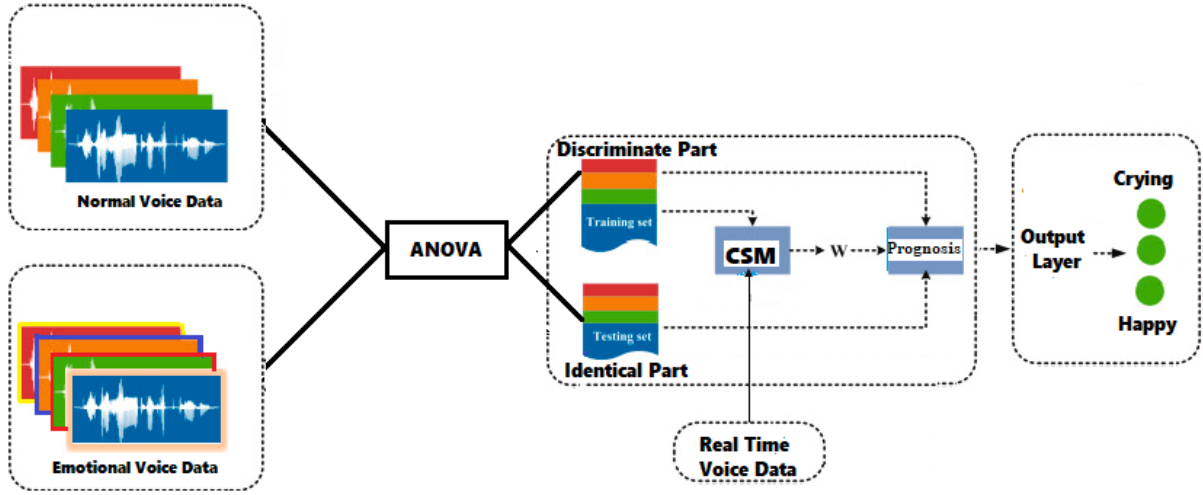 Normal Voice Data
Emotional Voice Data
ANOVA
Discriminate Part
Training set
Testing set
Identical Part
CSM
W
Prognosis
Real Time
Voice Data
Output
Layer
Crying
Happy